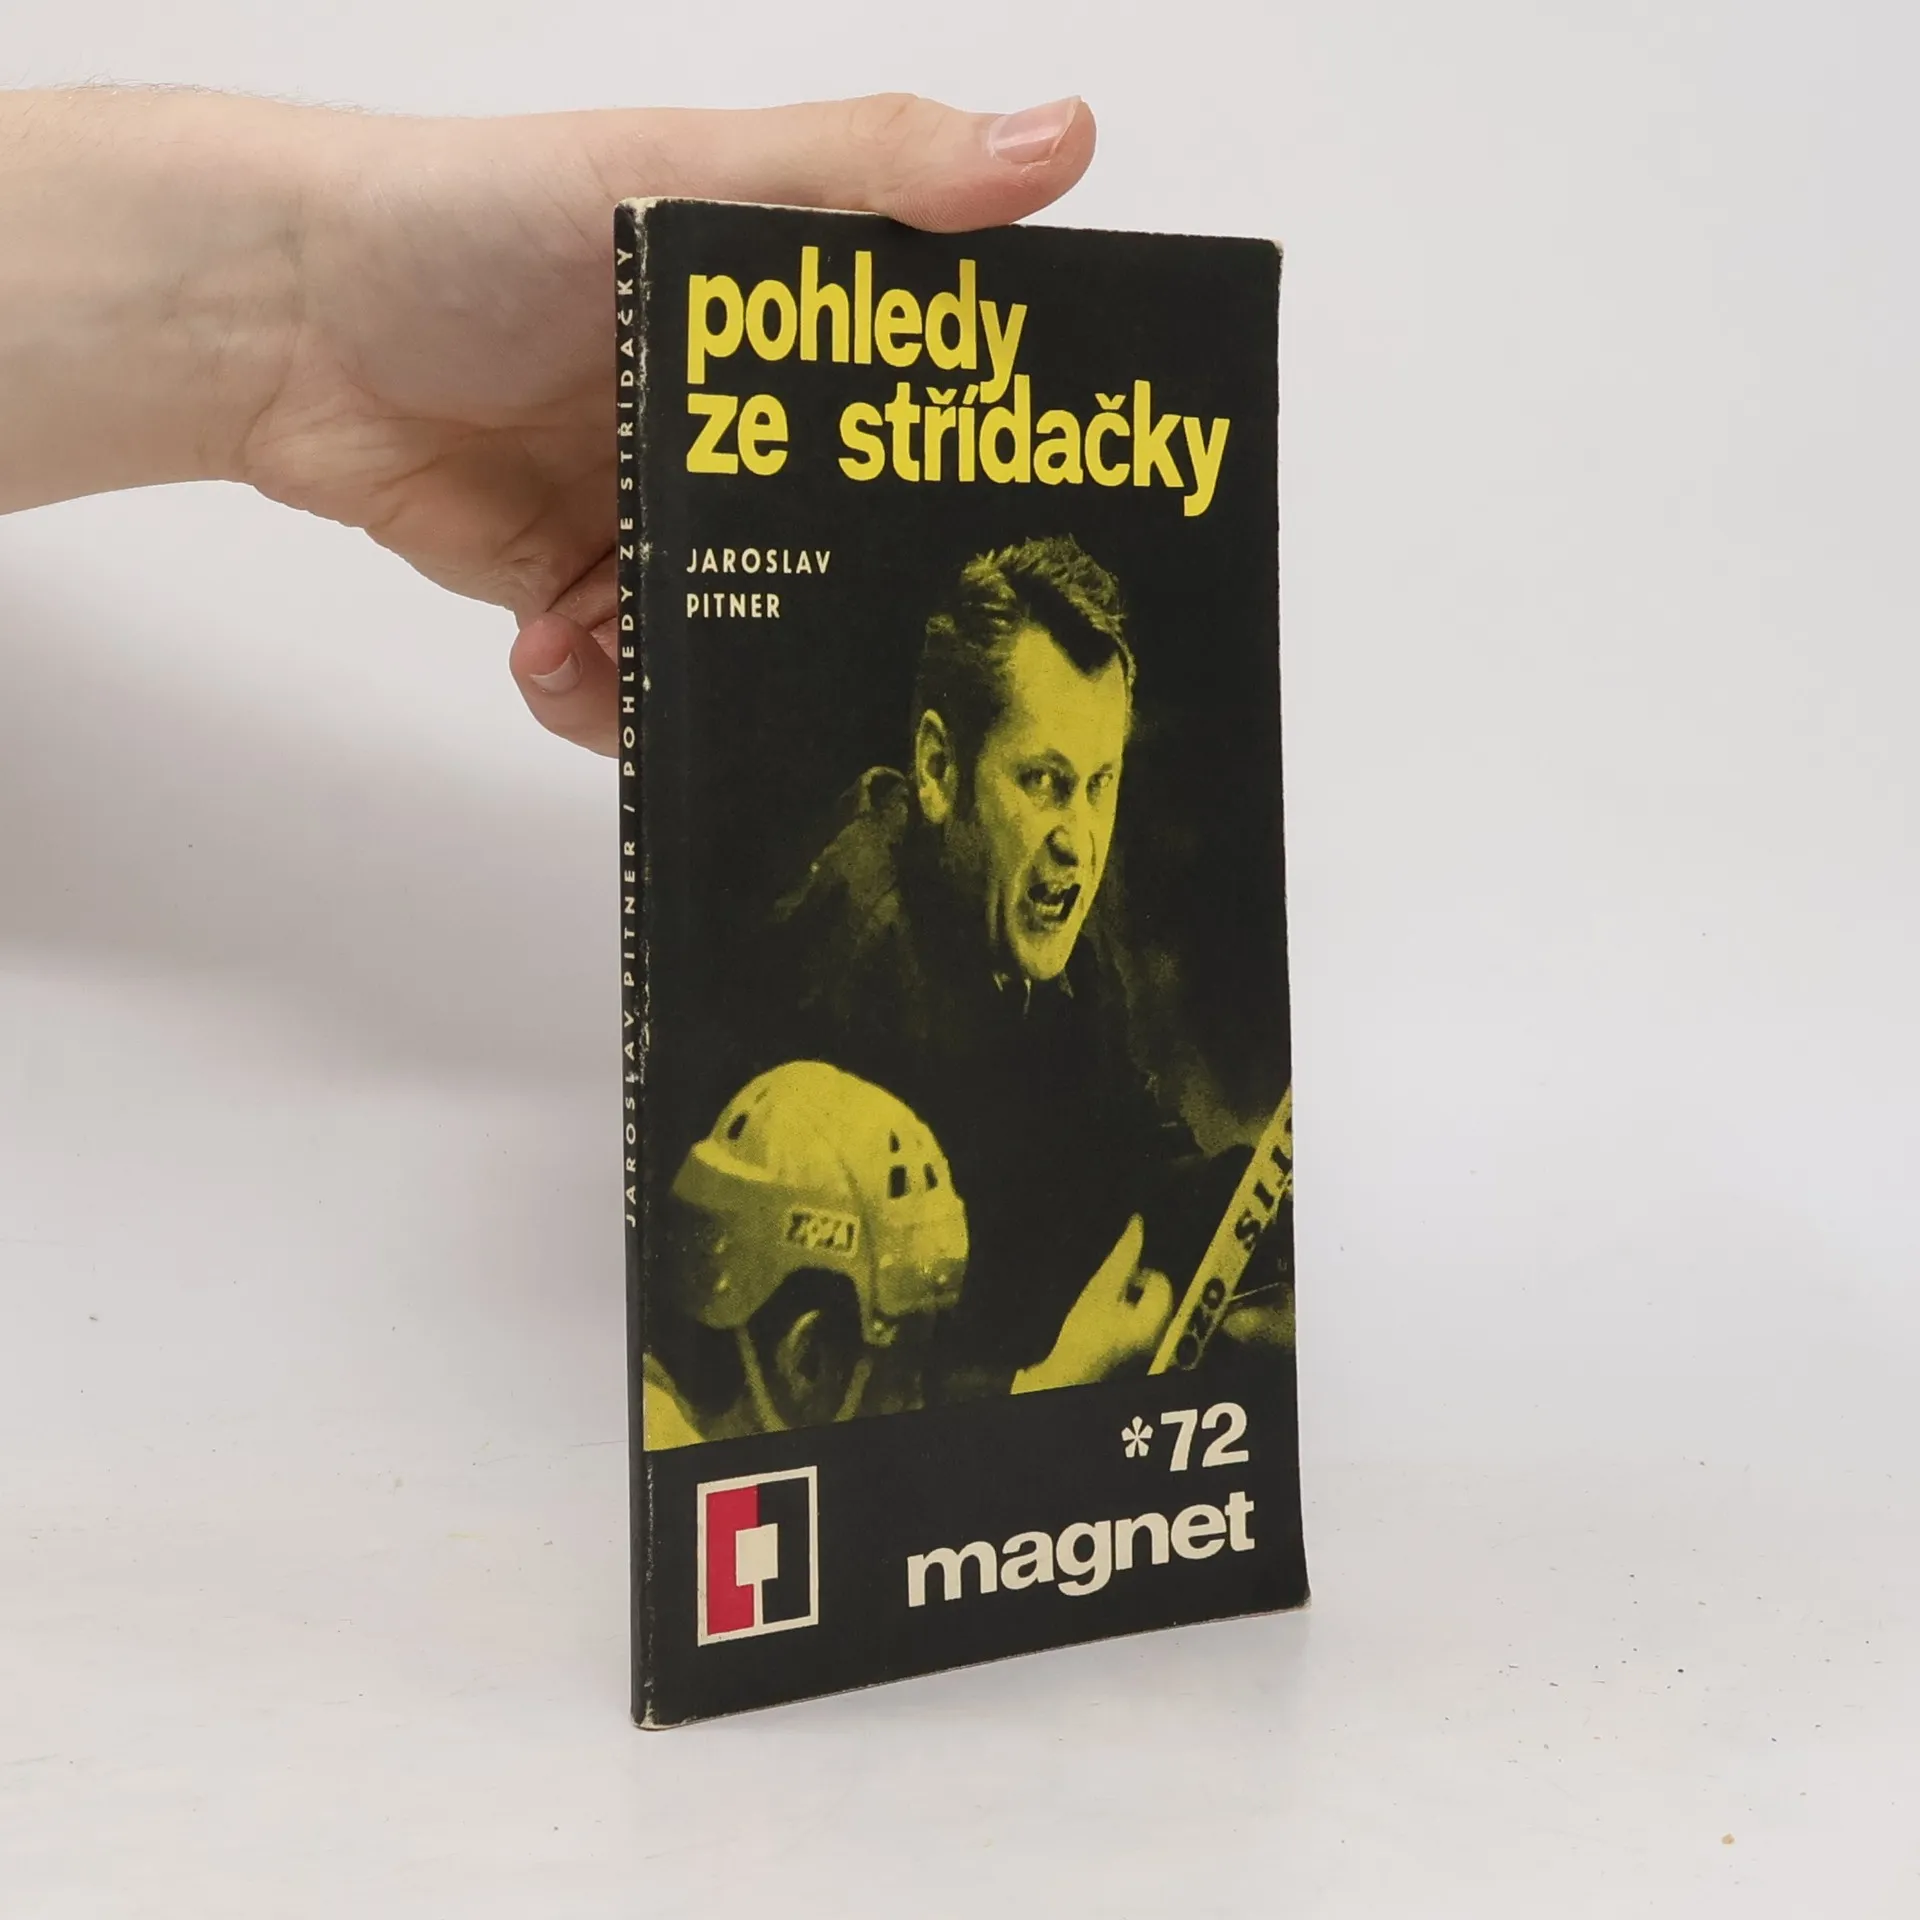 pohledy
ze střídačky
JAROSLAV
PITNER
*72
magnet
JAROSLAV PITNER / POHLEDY ZE STŘÍDAČKY